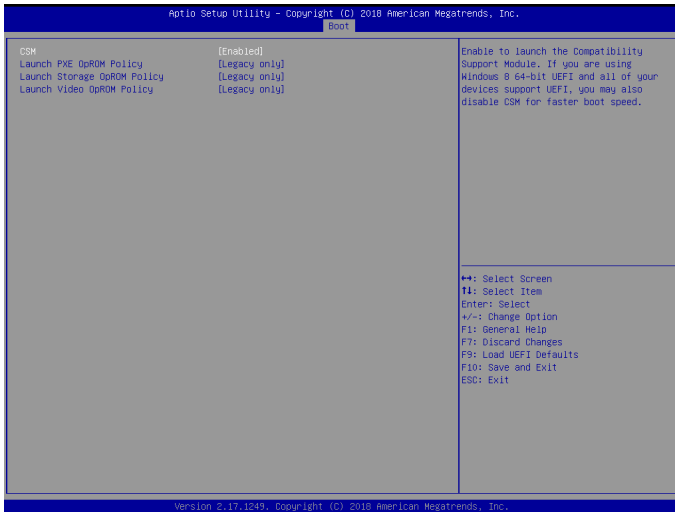 Aptio Setup Utility – Copyright (C) 2018 American Megatrends, Inc.
Boot
CSM [Enabled]
Launch PXE OpROM Policy [Legacy only]
Launch Storage OpROM Policy [Legacy only]
Launch Video OpROM Policy [Legacy only]
Enable to launch the Compatibility
Support Module. If you are using
Windows 8 64-bit UEFI and all of your
devices support UEFI, you may also
disable CSM for faster boot speed.
↔: Select Screen
↑↓: Select Item
Enter: Select
+/-: Change Option
F1: General Help
F7: Discard Changes
F9: Load UEFI Defaults
F10: Save and Exit
ESC: Exit
Version 2.17.1249. Copyright (C) 2018 American Megatrends, Inc.